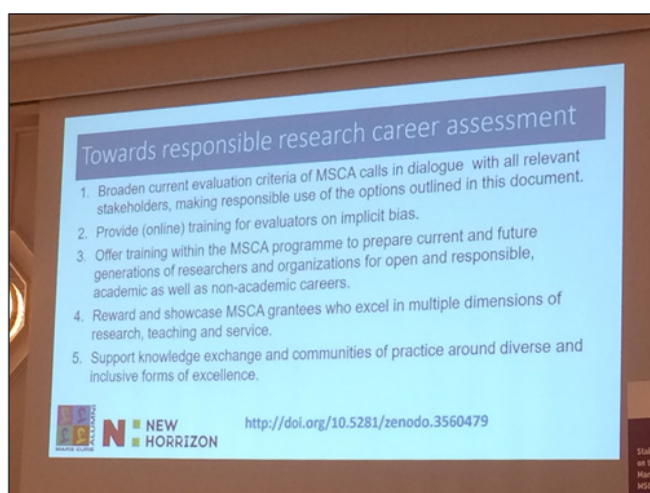 Towards responsible research career assessment
1. Broaden current evaluation criteria of MSCA calls in dialogue with all relevant
stakeholders, making responsible use of the options outlined in this document.
2. Provide (online) training for evaluators on implicit bias.
3. Offer training within the MSCA programme to prepare current and future
generations of researchers and organizations for open and responsible,
academic as well as non-academic careers.
4. Reward and showcase MSCA grantees who excel in multiple dimensions of
research, teaching and service.
5. Support knowledge exchange and communities of practice around diverse and
inclusive forms of excellence.
MARIE CURIE
ALUMNI
N NEW
HORRIZON
http://doi.org/10.5281/zenodo.3560479